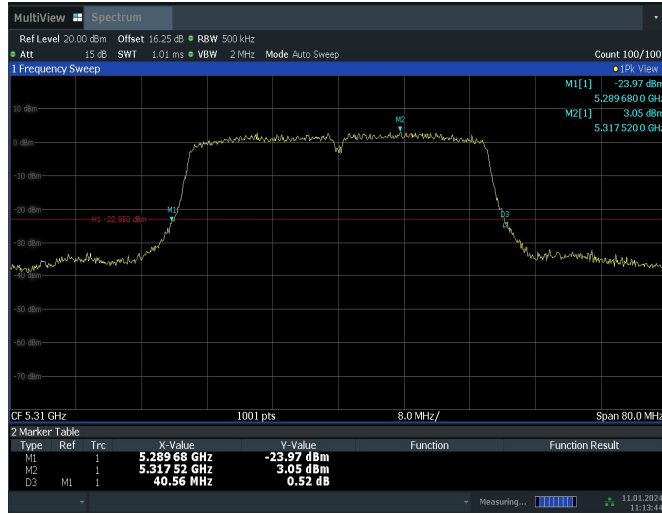 MultiView Spectrum
Ref Level 20.00 dBm Offset 16.25 dB RBW 500 kHz
Att 15 dB SWT 1.01 ms VBW 2 MHz Mode Auto Sweep Count 100/100
1 Frequency Sweep 1Pk View
M1[1] -23.97 dBm
5.2896800 GHz
M2[1] 3.05 dBm
5.3175200 GHz
10 dBm
M2
0 dBm
-10 dBm
-20 dBm
M1
D3
H1 -22.950 dBm
-30 dBm
-40 dBm
-50 dBm
-60 dBm
-70 dBm
CF 5.31 GHz 1001 pts 8.0 MHz/ Span 80.0 MHz
2 Marker Table
Type Ref Trc X-Value Y-Value Function Function Result
M1 1 5.289 68 GHz -23.97 dBm
M2 1 5.317 52 GHz 3.05 dBm
D3 M1 1 40.56 MHz 0.52 dB
Measuring... 11.01.2024
11:13:44